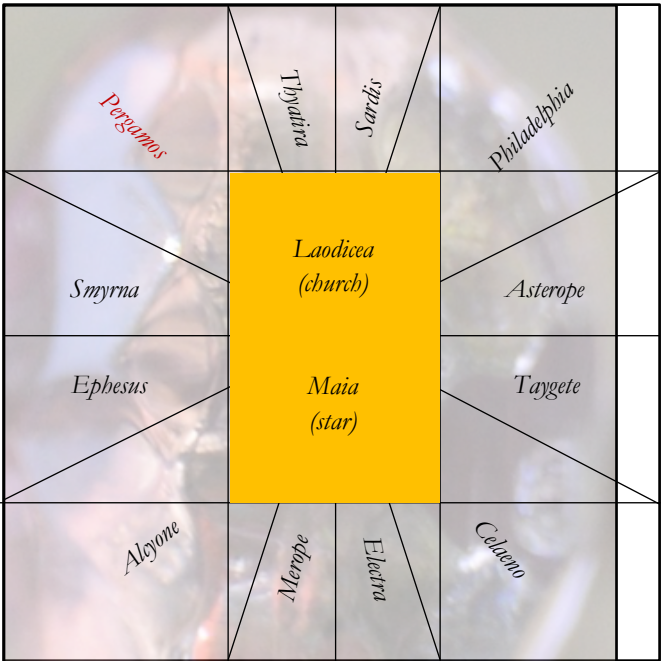 Pergamos
Thyatira
Sardis
Philadelphia
Laodicea
(church)
Smyrna
Asterope
Ephesus
Maia
(star)
Taygete
Alcyone
Merope
Electra
Celaeno